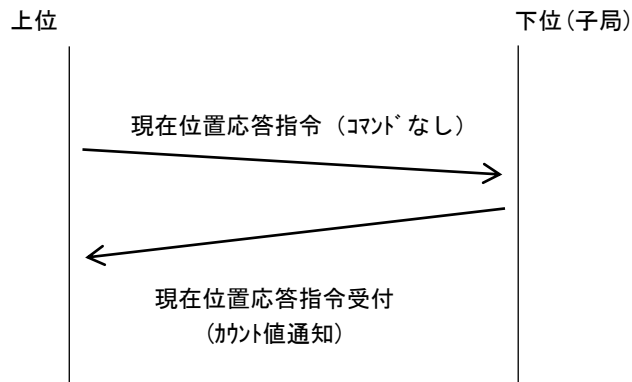 上位
下位(子局)
現在位置応答指令 (ｺﾏﾝﾄﾞなし)
現在位置応答指令受付
(ｶｳﾝﾄ値通知)